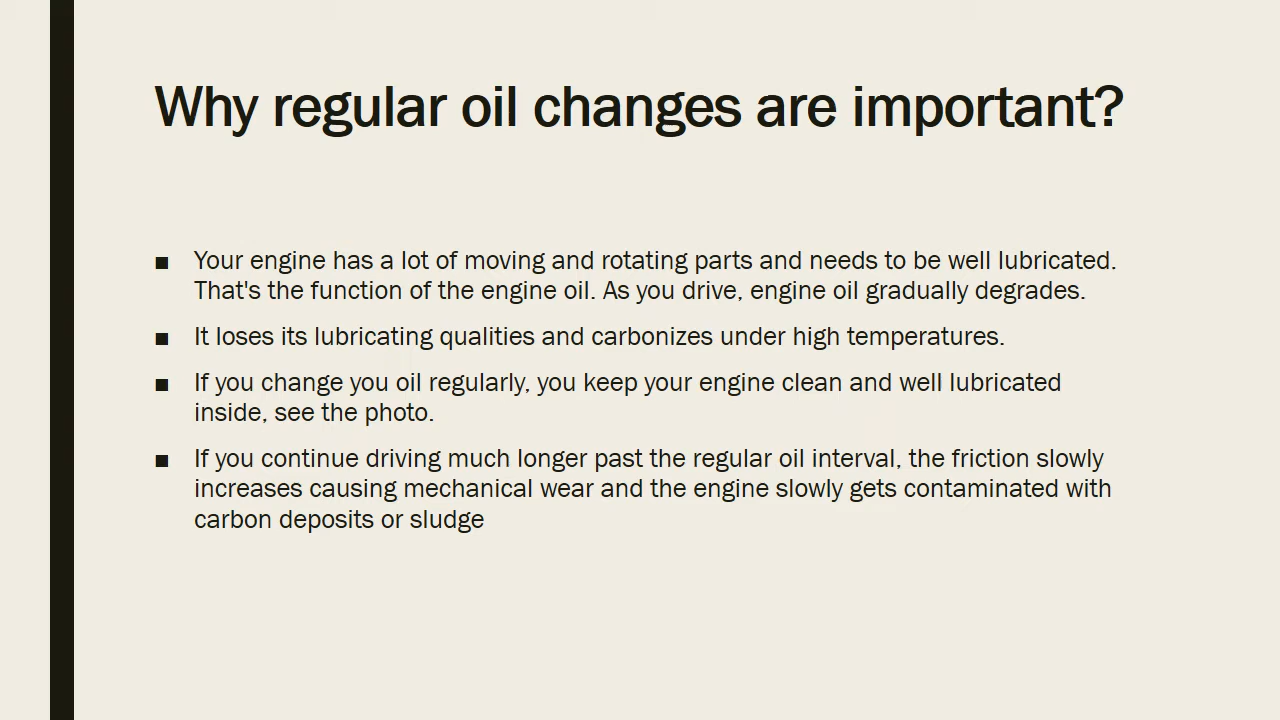 Why regular oil changes are important?
■ Your engine has a lot of moving and rotating parts and needs to be well lubricated.
That's the function of the engine oil. As you drive, engine oil gradually degrades.
■ It loses its lubricating qualities and carbonizes under high temperatures.
■ If you change you oil regularly, you keep your engine clean and well lubricated
inside, see the photo.
■ If you continue driving much longer past the regular oil interval, the friction slowly
increases causing mechanical wear and the engine slowly gets contaminated with
carbon deposits or sludge